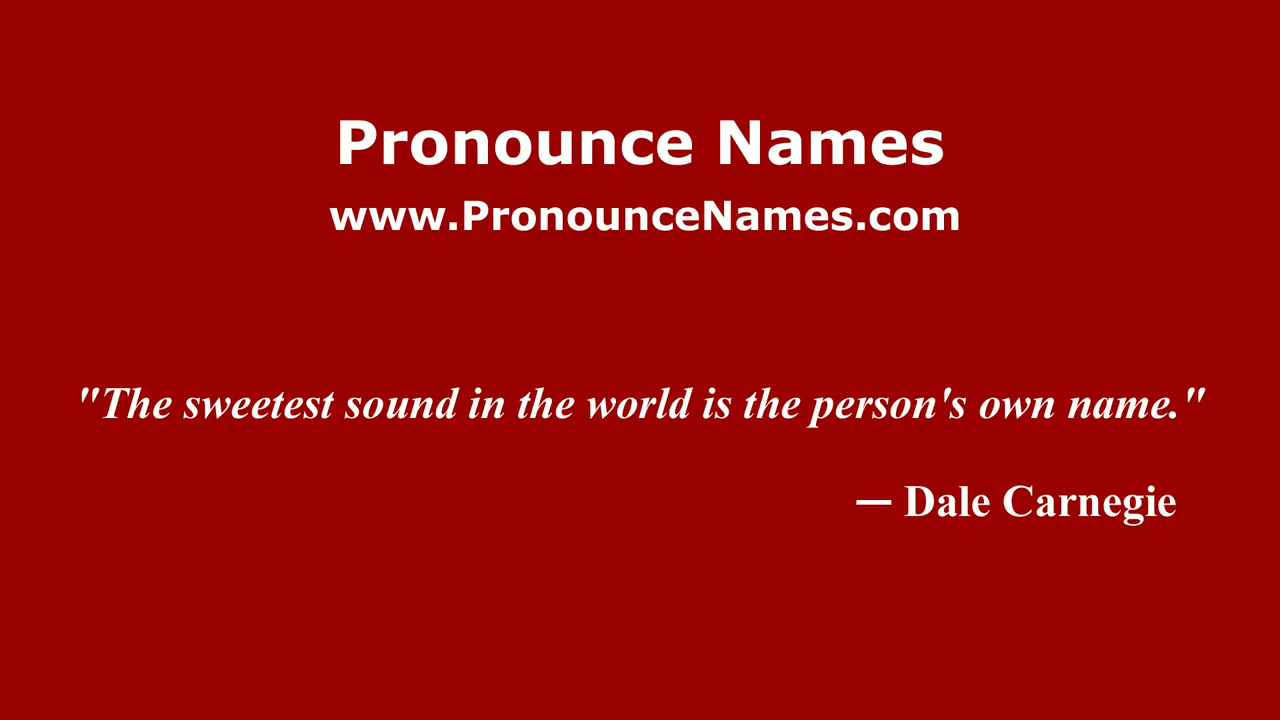 Pronounce Names
www.PronounceNames.com
"The sweetest sound in the world is the person's own name."
— Dale Carnegie